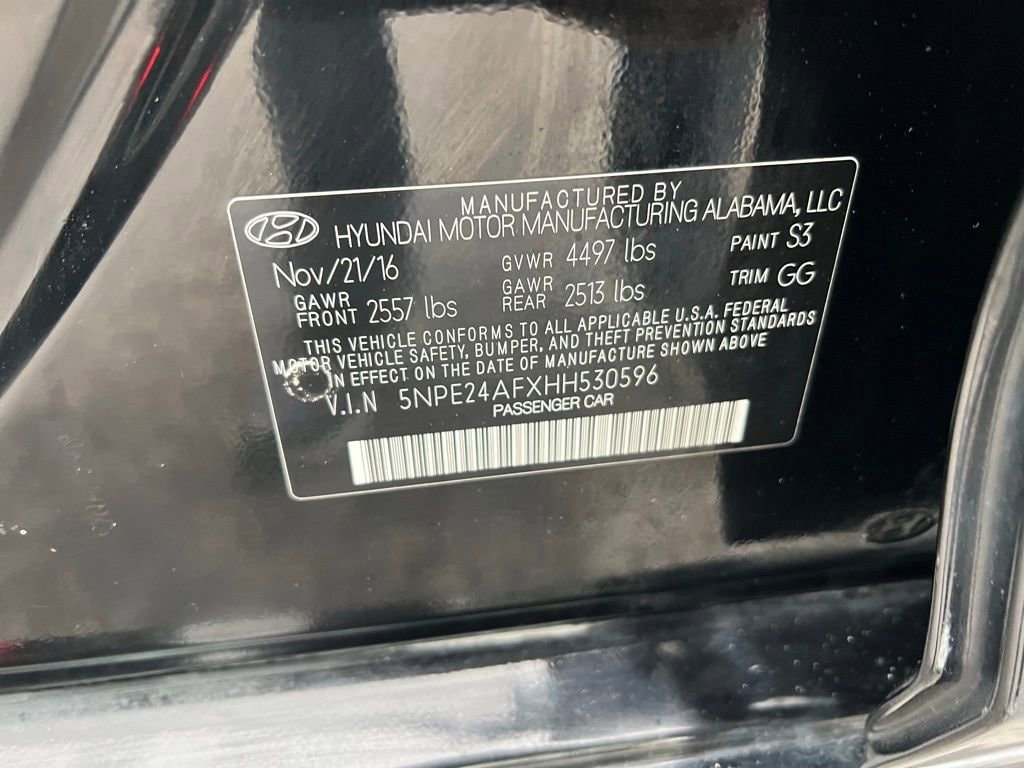 MANUFACTURED BY
HYUNDAI MOTOR MANUFACTURING ALABAMA, LLC
Nov/21/16 GVWR 4497 lbs PAINT S3
GAWR FRONT 2557 lbs GAWR REAR 2513 lbs TRIM GG
THIS VEHICLE CONFORMS TO ALL APPLICABLE U.S.A. FEDERAL
MOTOR VEHICLE SAFETY, BUMPER, AND THEFT PREVENTION STANDARDS
IN EFFECT ON THE DATE OF MANUFACTURE SHOWN ABOVE
V.I.N 5NPE24AFXHH530596
PASSENGER CAR